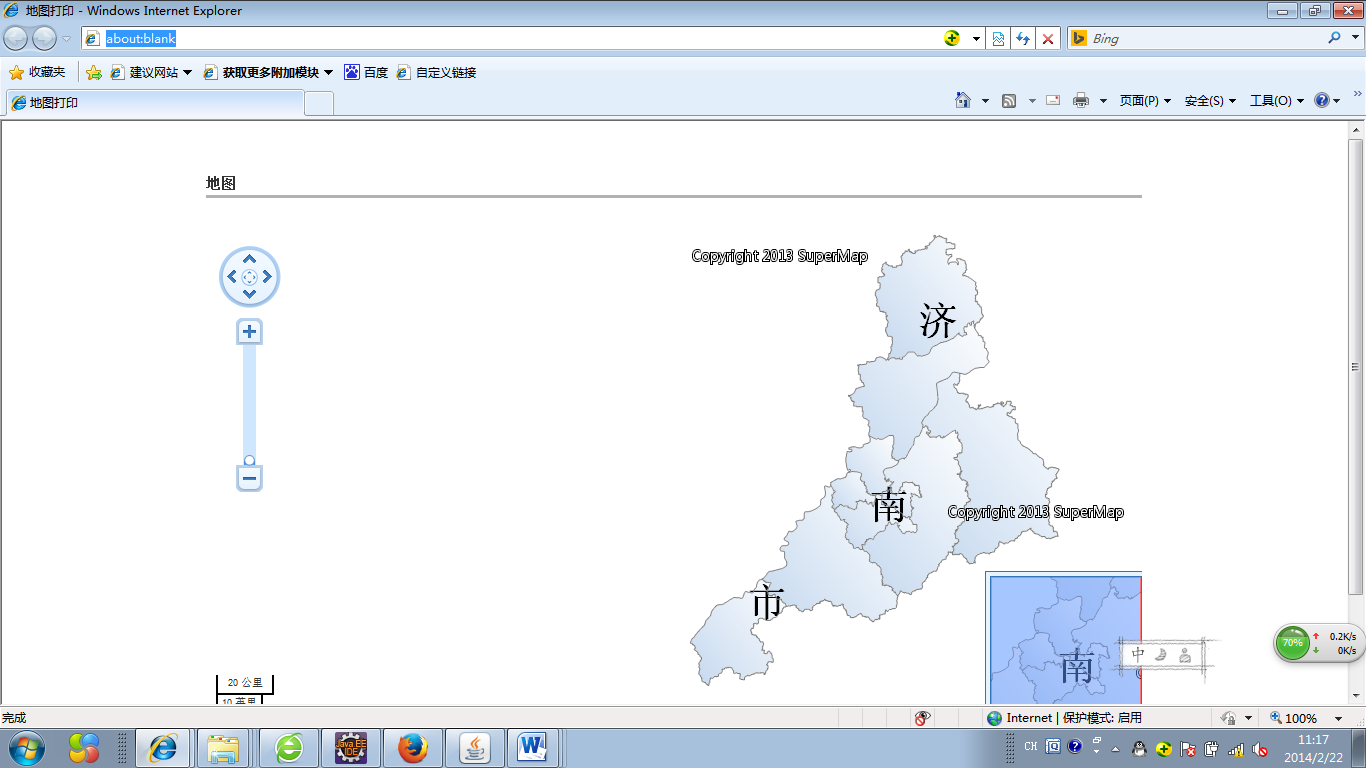 地图打印 - Windows Internet Explorer
about:blank
Bing
收藏夹
建议网站
获取更多附加模块
百度
自定义链接
地图打印
页面(P)
安全(S)
工具(O)
地图
Copyright 2013 SuperMap
济
南
Copyright 2013 SuperMap
市
南
中
70%
0.2K/s
0K/s
20 公里
10 英里
完成
Internet | 保护模式: 启用
100%
Java EE
IDE
CH
11:17
2014/2/22